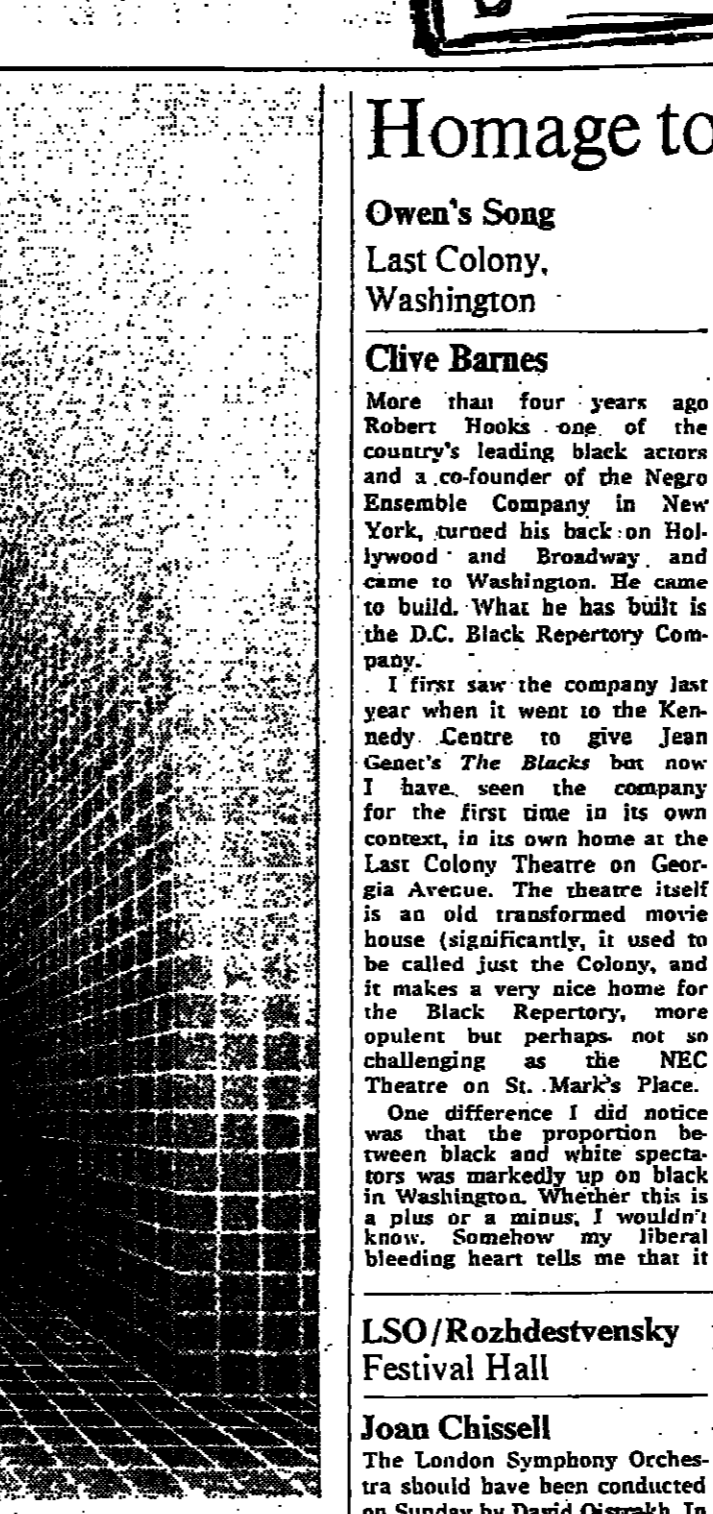 Homage to
Owen's Song
Last Colony,
Washington
Clive Barnes
More than four years ago
Robert Hooks one of the
country's leading black actors
and a co-founder of the Negro
Ensemble Company in New
York, turned his back on Hol-
lywood and Broadway and
came to Washington. He came
to build. What he has built is
the D.C. Black Repertory Com-
pany.
I first saw the company last
year when it went to the Ken-
nedy Centre to give Jean
Genet's The Blacks but now
I have seen the company
for the first time in its own
context, in its own home at the
Last Colony Theatre on Geor-
gia Avenue. The theatre itself
is an old transformed movie
house (significantly, it used to
be called just the Colony, and
it makes a very nice home for
the Black Repertory, more
opulent but perhaps not so
challenging as the NEC
Theatre on St. Mark's Place.
One difference I did notice
was that the proportion be-
tween black and white specta-
tors was markedly up on black
in Washington. Whether this is
a plus or a minus, I wouldn't
know. Somehow my liberal
bleeding heart tells me that it
LSO/Rozhdestvensky
Festival Hall
Joan Chissell
The London Symphony Orches-
tra should have been conducted
on Sunday by David Oistrakh. In